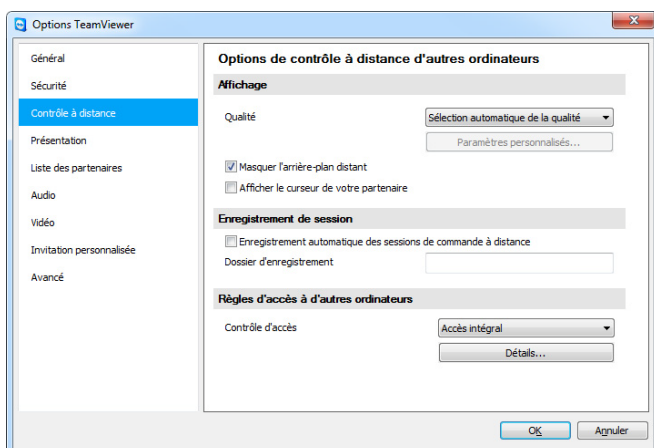 Options TeamViewer
Général
Sécurité
Contrôle à distance
Présentation
Liste des partenaires
Audio
Vidéo
Invitation personnalisée
Avancé
Options de contrôle à distance d'autres ordinateurs
Affichage
Qualité
Sélection automatique de la qualité
Paramètres personnalisés...
Masquer l'arrière-plan distant
Afficher le curseur de votre partenaire
Enregistrement de session
Enregistrement automatique des sessions de commande à distance
Dossier d'enregistrement
Règles d'accès à d'autres ordinateurs
Contrôle d'accès
Accès intégral
Détails...
OK
Annuler